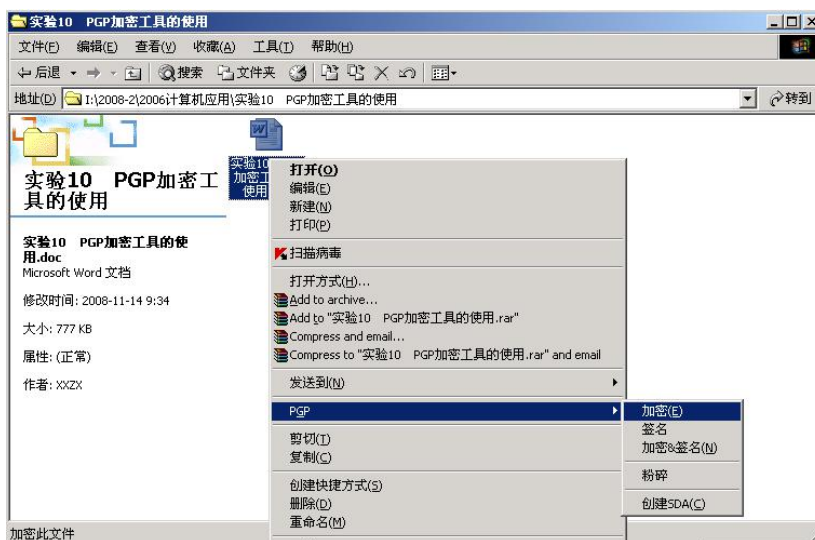 实验10 PGP加密工具的使用
文件(F) 编辑(E) 查看(V) 收藏(A) 工具(T) 帮助(H)
后退 搜索 文件夹
地址(D) I:\2008-2\2006计算机应用\实验10 PGP加密工具的使用 转到
实验10 PGP加密工
具的使用
实验10 PGP加密工具的使
用.doc
Microsoft Word 文档
修改时间: 2008-11-14 9:34
大小: 777 KB
属性: (正常)
作者: XXZX
实验10
加密工
使用
打开(O)
编辑(E)
新建(N)
打印(P)
扫描病毒
打开方式(H)...
Add to archive...
Add to "实验10 PGP加密工具的使用.rar"
Compress and email...
Compress to "实验10 PGP加密工具的使用.rar" and email
发送到(N)
PGP
剪切(T)
复制(C)
创建快捷方式(S)
删除(D)
重命名(M)
加密(E)
签名
加密&签名(N)
粉碎
创建SDA(C)
加密此文件